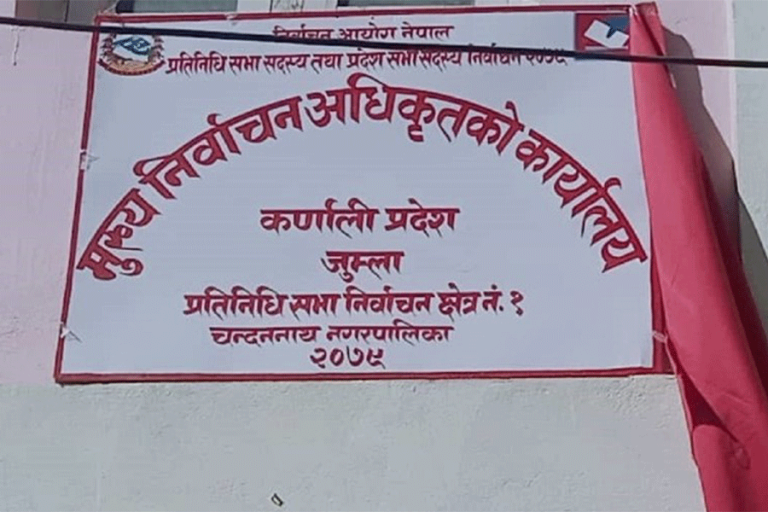 निर्वाचन आयोग नेपाल
प्रतिनिधि सभा सदस्य तथा प्रदेश सभा सदस्य निर्वाचन २०७९
मुख्य निर्वाचन अधिकृतको कार्यालय
कर्णाली प्रदेश
जुम्ला
प्रतिनिधि सभा निर्वाचन क्षेत्र नं. १
चन्दननाथ नगरपालिका
२०७९